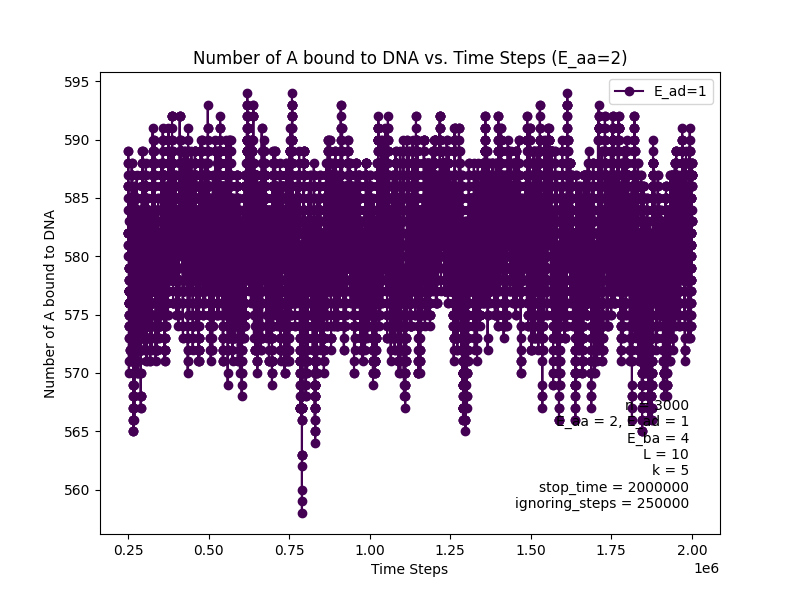 Number of A bound to DNA vs. Time Steps (E_aa=2)
E_ad=1
Number of A bound to DNA
595
590
585
580
575
570
565
560
n = 3000
E_aa = 2, E_ad = 1
E_ba = 4
L = 10
k = 5
stop_time = 2000000
ignoring_steps = 250000
0.25 0.50 0.75 1.00 1.25 1.50 1.75 2.00
1e6
Time Steps